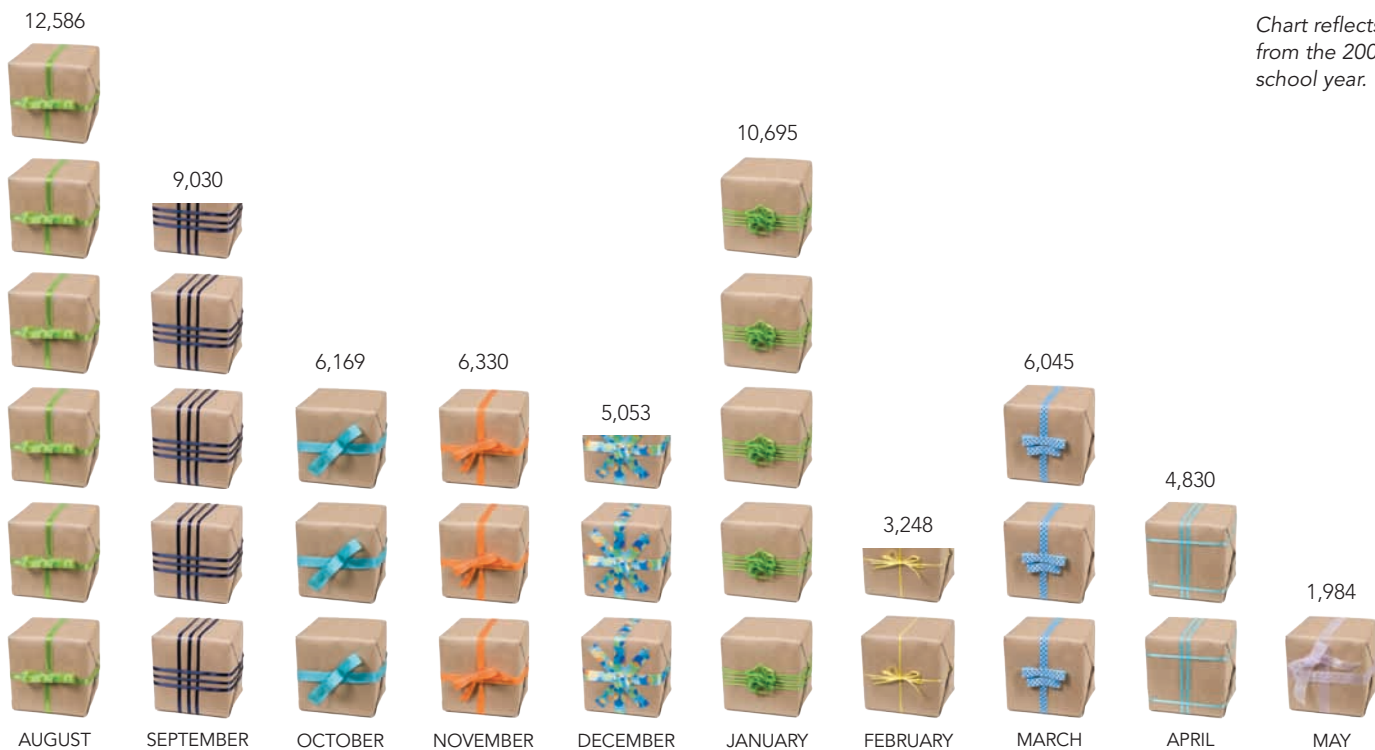 12,586
Chart reflects
from the 200
school year.
10,695
9,030
6,169
6,330
6,045
5,053
4,830
3,248
1,984
AUGUST SEPTEMBER OCTOBER NOVEMBER DECEMBER JANUARY FEBRUARY MARCH APRIL MAY